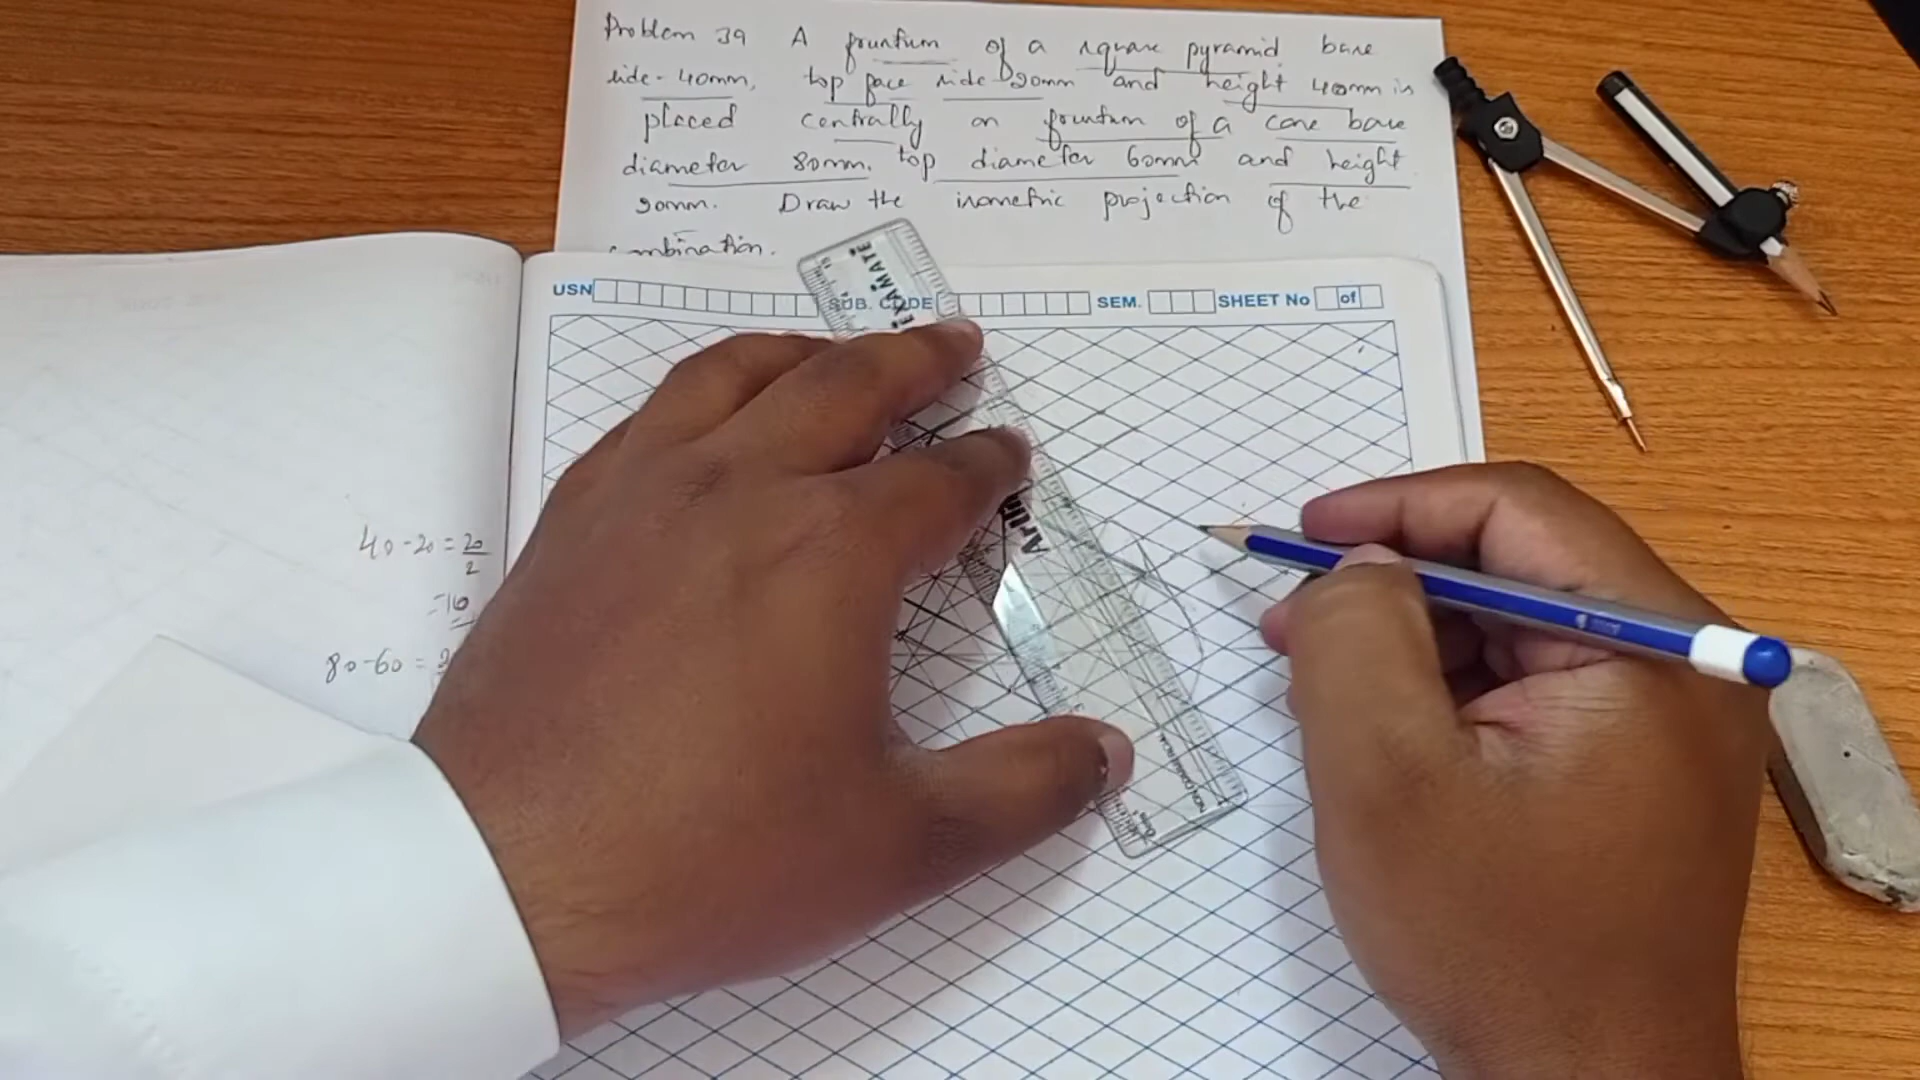 Problem 39 A frustum of a square pyramid base
side - 40mm, top face side 20mm and height 40mm is
placed centrally on frustum of a cone base
diameter 80mm, top diameter 60mm and height
20mm. Draw the isometric projection of the
combination.
USN SUB. CODE SEM. SHEET No of
EXAMATE
40-20 = 20
2
=10
80-60 =